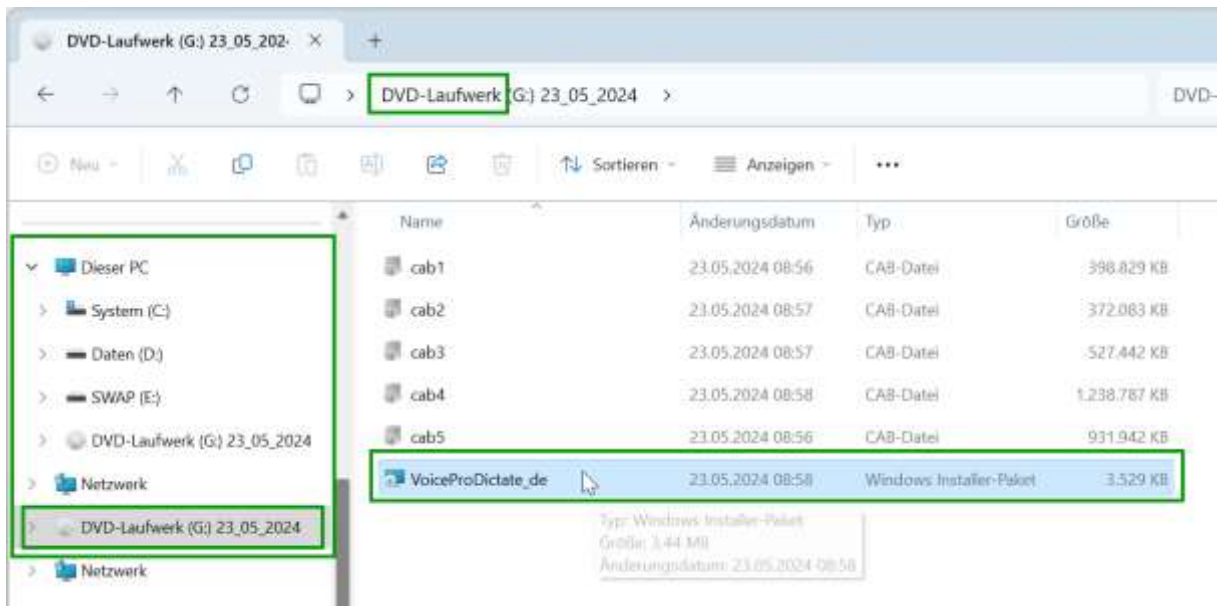 DVD-Laufwerk (G:) 23_05_202
DVD-Laufwerk (G:) 23_05_2024
DVD-
Neu
Sortieren
Anzeigen
Name Änderungsdatum Typ Größe
Dieser PC
System (C:)
Daten (D:)
SWAP (E:)
DVD-Laufwerk (G:) 23_05_2024
Netzwerk
DVD-Laufwerk (G:) 23_05_2024
Netzwerk
cab1 23.05.2024 08:56 CAB-Datei 398.829 KB
cab2 23.05.2024 08:57 CAB-Datei 372.083 KB
cab3 23.05.2024 08:57 CAB-Datei 527.442 KB
cab4 23.05.2024 08:58 CAB-Datei 1.238.787 KB
cab5 23.05.2024 08:56 CAB-Datei 931.942 KB
VoiceProDictate_de 23.05.2024 08:58 Windows Installer-Paket 3.529 KB
Typ: Windows Installer-Paket
Größe: 3,44 MB
Änderungsdatum: 23.05.2024 08:58